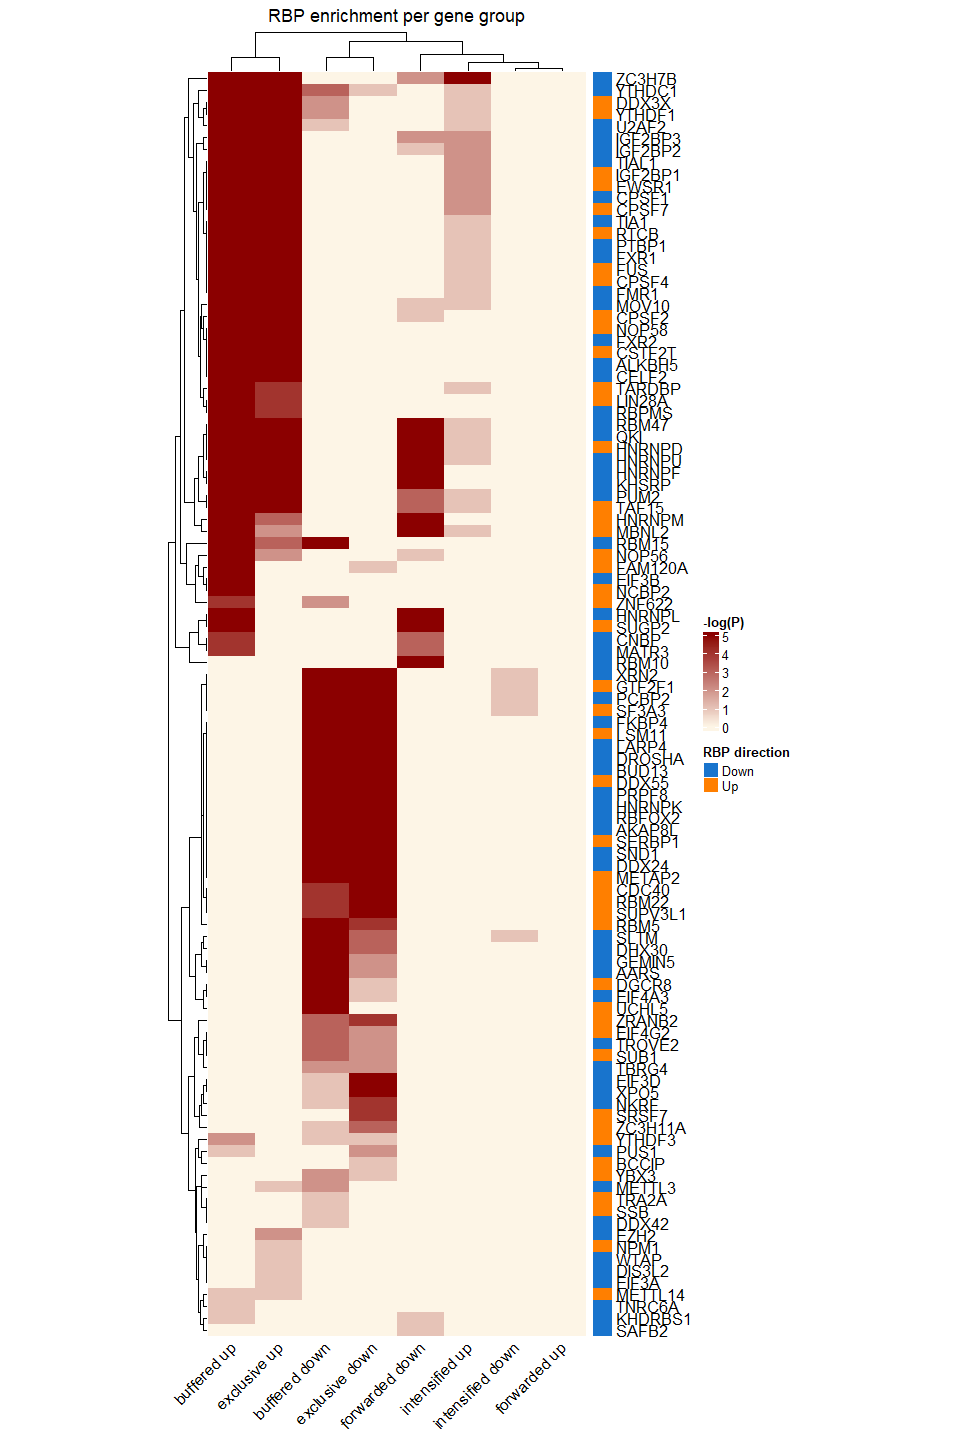 RBP enrichment per gene group
ZC3H7B
YTHDC1
DDX3X
YTHDF1
U2AF2
IGF2BP3
IGF2BP2
TIAL1
IGF2BP1
EWSR1
CPSF1
CPSF7
TIA1
RTCB
PTBP1
FXR1
FUS
CPSF4
FMR1
MOV10
CPSF2
NOP58
FXR2
CSTF2T
ALKBH5
CELF2
TARDBP
LIN28A
RBPMS
RBM47
QKI
HNRNPD
HNRNPU
HNRNPF
KHSRP
PUM2
TAF15
HNRNPM
MBNL2
RBM15
NOP56
FAM120A
EIF3B
NCBP2
ZNF622
HNRNPL
SUGP2
CNBP
MATR3
RBM10
XRN2
GTF2F1
PCBP2
SF3A3
FKBP4
LSM11
LARP4
DROSHA
BUD13
DDX55
PRPF8
HNRNPK
RBFOX2
AKAP8L
SERBP1
SND1
DDX24
METAP2
CDC40
RBM22
SUPV3L1
RBM5
SLTM
DHX30
GEMIN5
AARS
DGCR8
EIF4A3
UCHL5
ZRANB2
EIF4G2
TROVE2
SUB1
TBRG4
EIF3D
XPO5
NKRF
SRSF7
ZC3H11A
YTHDF3
PUS1
BCCIP
YBX3
METTL3
TRA2A
SSB
DDX42
EZH2
NPM1
WTAP
DIS3L2
EIF3A
METTL14
TNRC6A
KHDRBS1
SAFB2
-log(P)
5
4
3
2
1
0
RBP direction
Down
Up
buffered up
exclusive up
buffered down
exclusive down
forwarded down
intensified up
intensified down
forwarded up